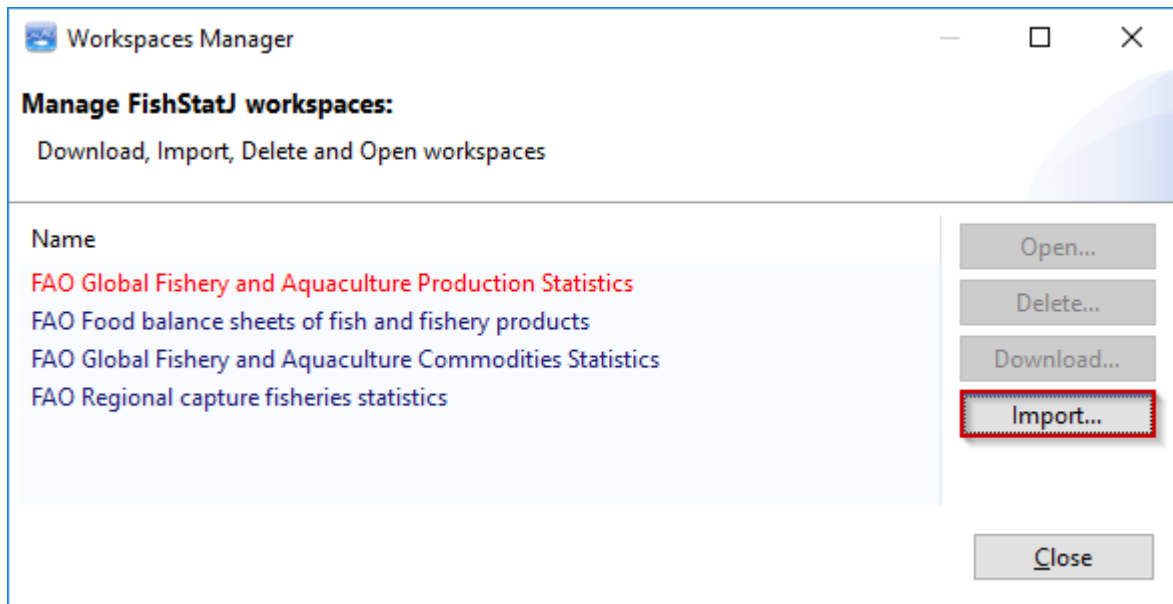 Workspaces Manager
Manage FishStatJ workspaces:
Download, Import, Delete and Open workspaces
Name
FAO Global Fishery and Aquaculture Production Statistics
FAO Food balance sheets of fish and fishery products
FAO Global Fishery and Aquaculture Commodities Statistics
FAO Regional capture fisheries statistics
Open...
Delete...
Download...
Import...
Close